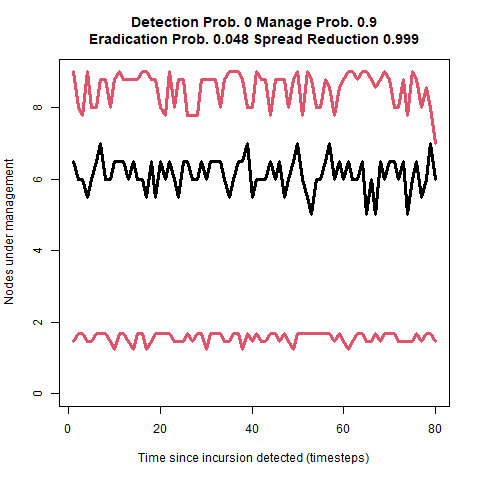 Detection Prob. 0 Manage Prob. 0.9
Eradication Prob. 0.048 Spread Reduction 0.999
Nodes under management
8
6
4
2
0
0 20 40 60 80
Time since incursion detected (timesteps)